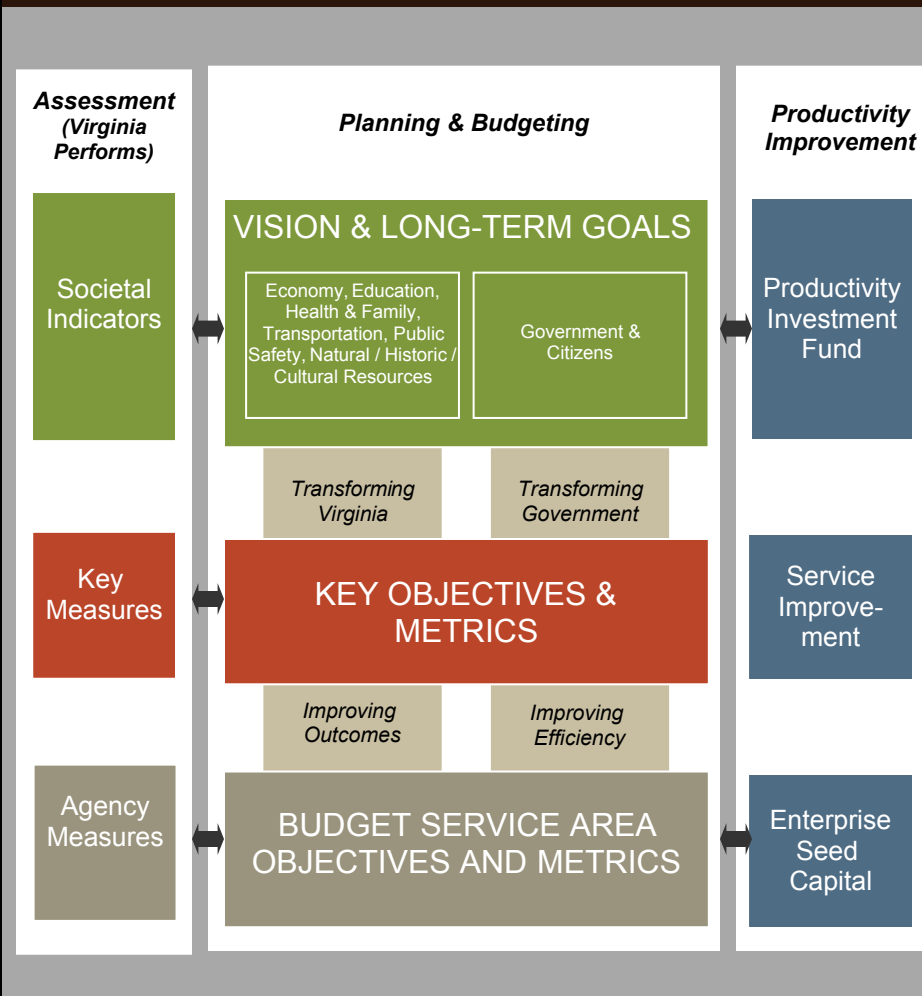 Assessment
(Virginia
Performs)
Planning & Budgeting
Productivity
Improvement
Societal
Indicators
VISION & LONG-TERM GOALS
Economy, Education,
Health & Family,
Transportation, Public
Safety, Natural / Historic /
Cultural Resources
Government &
Citizens
Productivity
Investment
Fund
Transforming
Virginia
Transforming
Government
Key
Measures
KEY OBJECTIVES &
METRICS
Service
Improve-
ment
Improving
Outcomes
Improving
Efficiency
Agency
Measures
BUDGET SERVICE AREA
OBJECTIVES AND METRICS
Enterprise
Seed
Capital